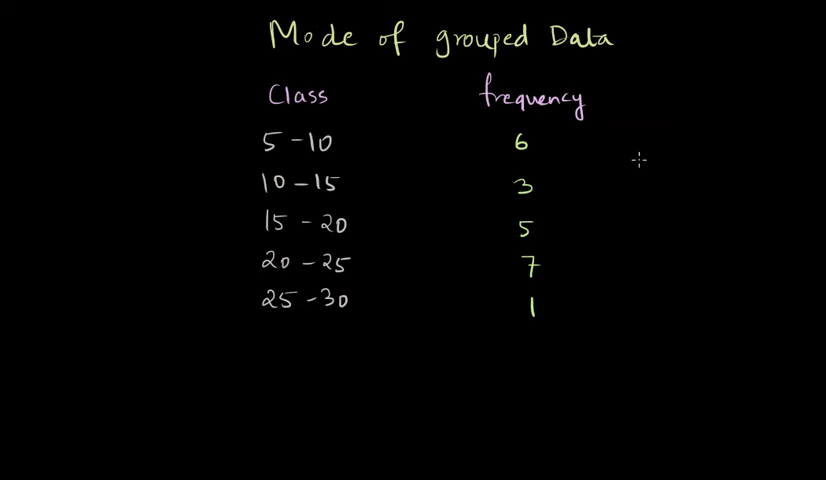 Mode of grouped Data
Class frequency
5 - 10 6
10 - 15 3
15 - 20 5
20 - 25 7
25 - 30 1